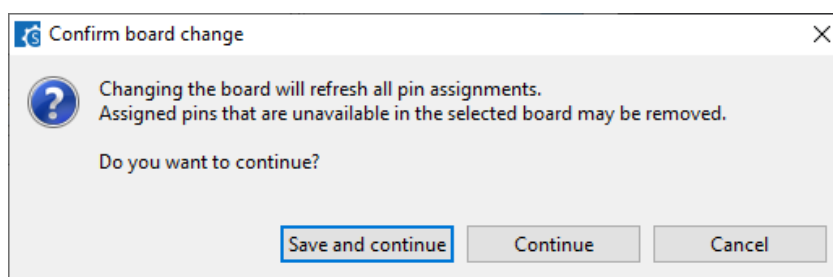 Confirm board change
Changing the board will refresh all pin assignments.
Assigned pins that are unavailable in the selected board may be removed.
Do you want to continue?
Save and continue
Continue
Cancel